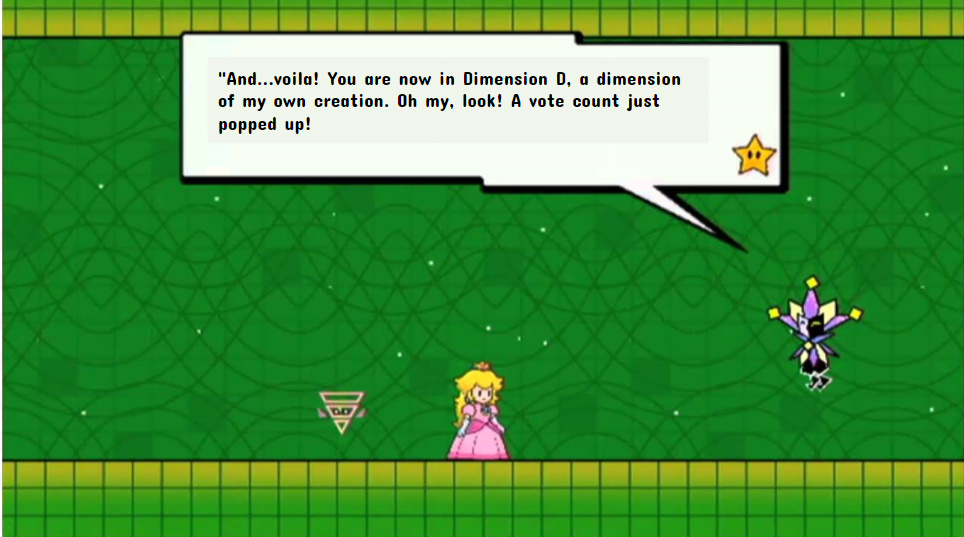 "And...voila! You are now in Dimension D, a dimension
of my own creation. Oh my, look! A vote count just
popped up!